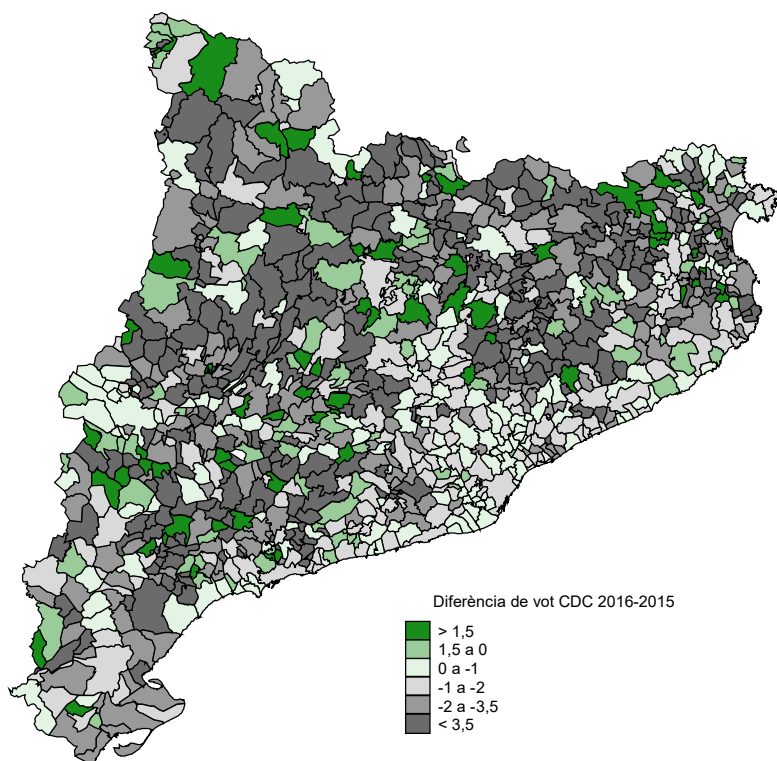 Diferència de vot CDC 2016-2015
> 1,5
1,5 a 0
0 a -1
-1 a -2
-2 a -3,5
< 3,5